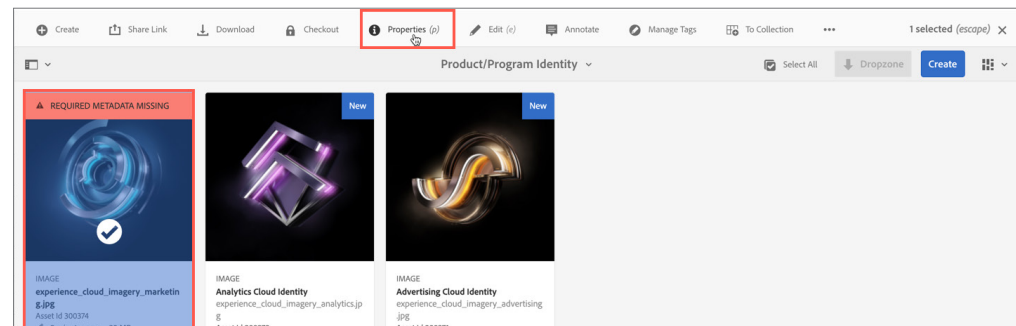 Create Share Link Download Checkout Properties (p) Edit (e) Annotate Manage Tags To Collection ••• 1 selected (escape)
Product/Program Identity Select All Dropzone Create
REQUIRED METADATA MISSING
New
New
IMAGE
experience_cloud_imagery_marketin
g.jpg
Asset Id 300374
IMAGE
Analytics Cloud Identity
experience_cloud_imagery_analytics.jp
g
IMAGE
Advertising Cloud Identity
experience_cloud_imagery_advertising
.jpg